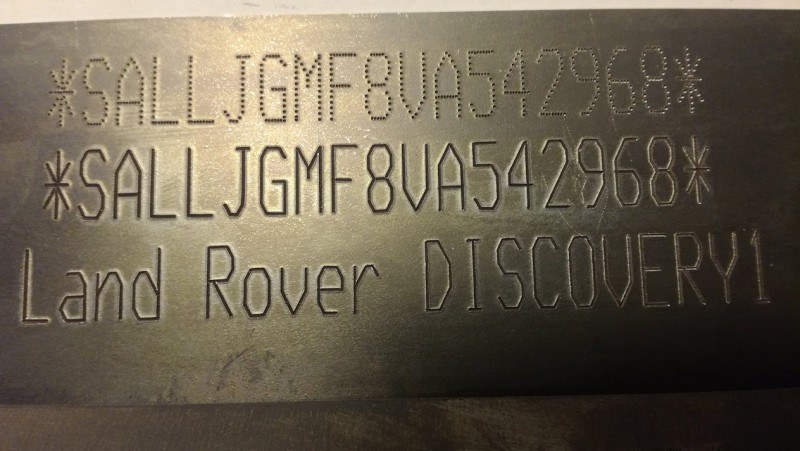 *SALLJGMF8VA542968*
*SALLJGMF8VA542968*
Land Rover DISCOVERY1